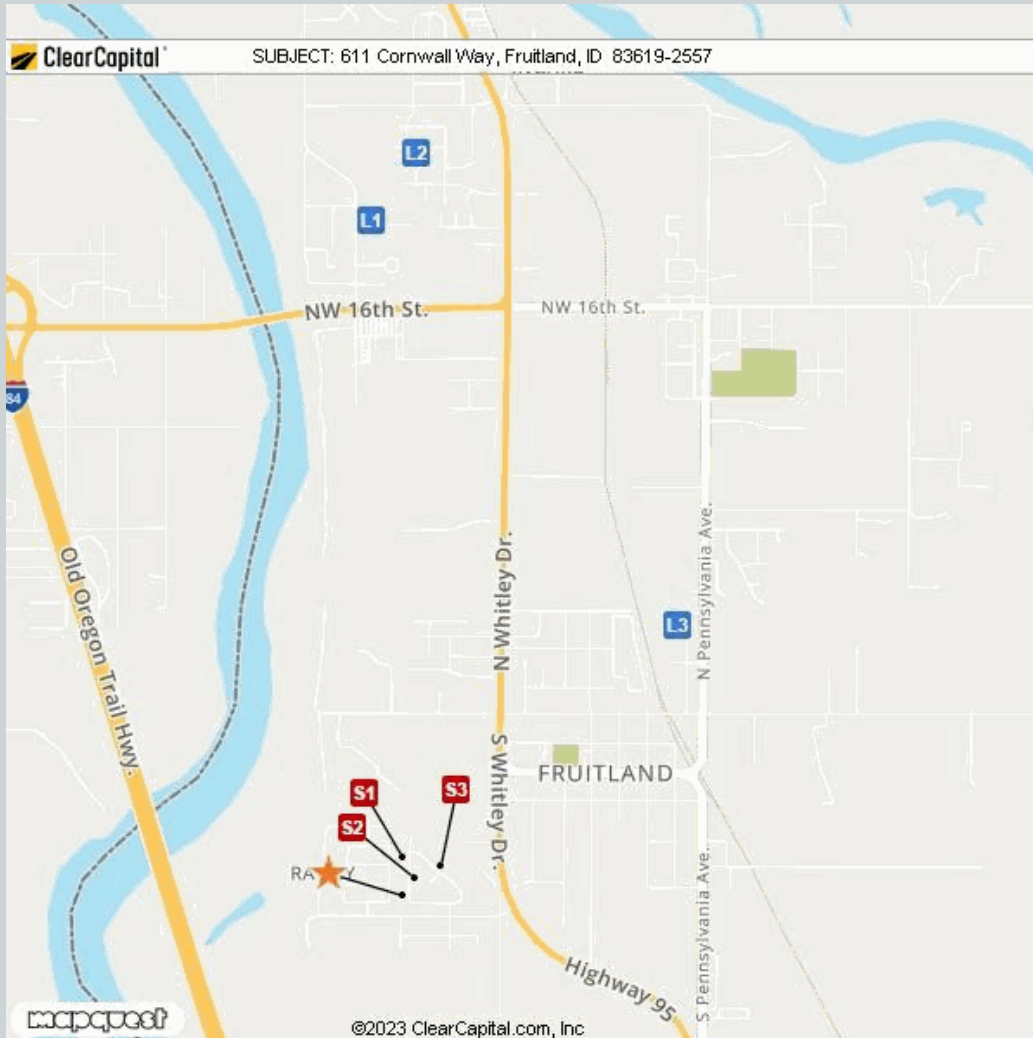 ClearCapital
SUBJECT: 611 Cornwall Way, Fruitland, ID 83619-2557
L2
L1
NW 16th St.
NW 16th St.
84
Old Oregon Trail Hwy.
N Whitley Dr.
N Pennsylvania Ave.
L3
S Whitley Dr.
FRUITLAND
S1
S3
S2
S Pennsylvania Ave.
Highway 95
mapquest
©2023 ClearCapital.com, Inc